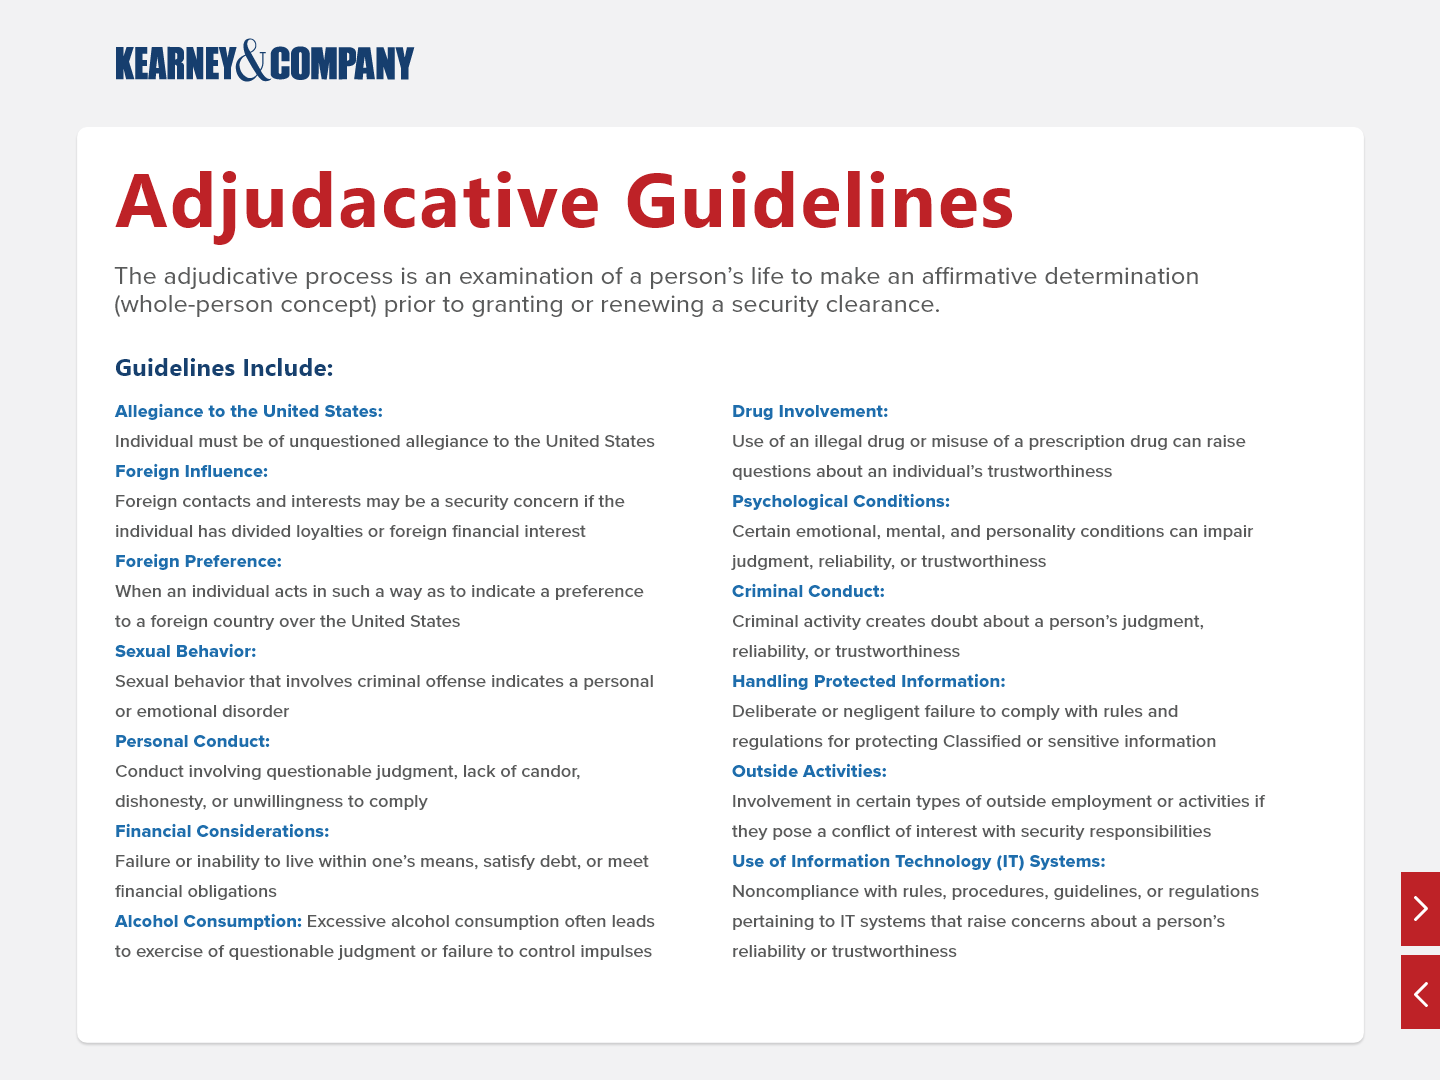 KEARNEY&COMPANY
Adjudacative Guidelines
The adjudicative process is an examination of a person’s life to make an affirmative determination
(whole-person concept) prior to granting or renewing a security clearance.
Guidelines Include:
Allegiance to the United States:
Individual must be of unquestioned allegiance to the United States
Foreign Influence:
Foreign contacts and interests may be a security concern if the
individual has divided loyalties or foreign financial interest
Foreign Preference:
When an individual acts in such a way as to indicate a preference
to a foreign country over the United States
Sexual Behavior:
Sexual behavior that involves criminal offense indicates a personal
or emotional disorder
Personal Conduct:
Conduct involving questionable judgment, lack of candor,
dishonesty, or unwillingness to comply
Financial Considerations:
Failure or inability to live within one’s means, satisfy debt, or meet
financial obligations
Alcohol Consumption: Excessive alcohol consumption often leads
to exercise of questionable judgment or failure to control impulses
Drug Involvement:
Use of an illegal drug or misuse of a prescription drug can raise
questions about an individual’s trustworthiness
Psychological Conditions:
Certain emotional, mental, and personality conditions can impair
judgment, reliability, or trustworthiness
Criminal Conduct:
Criminal activity creates doubt about a person’s judgment,
reliability, or trustworthiness
Handling Protected Information:
Deliberate or negligent failure to comply with rules and
regulations for protecting Classified or sensitive information
Outside Activities:
Involvement in certain types of outside employment or activities if
they pose a conflict of interest with security responsibilities
Use of Information Technology (IT) Systems:
Noncompliance with rules, procedures, guidelines, or regulations
pertaining to IT systems that raise concerns about a person’s
reliability or trustworthiness